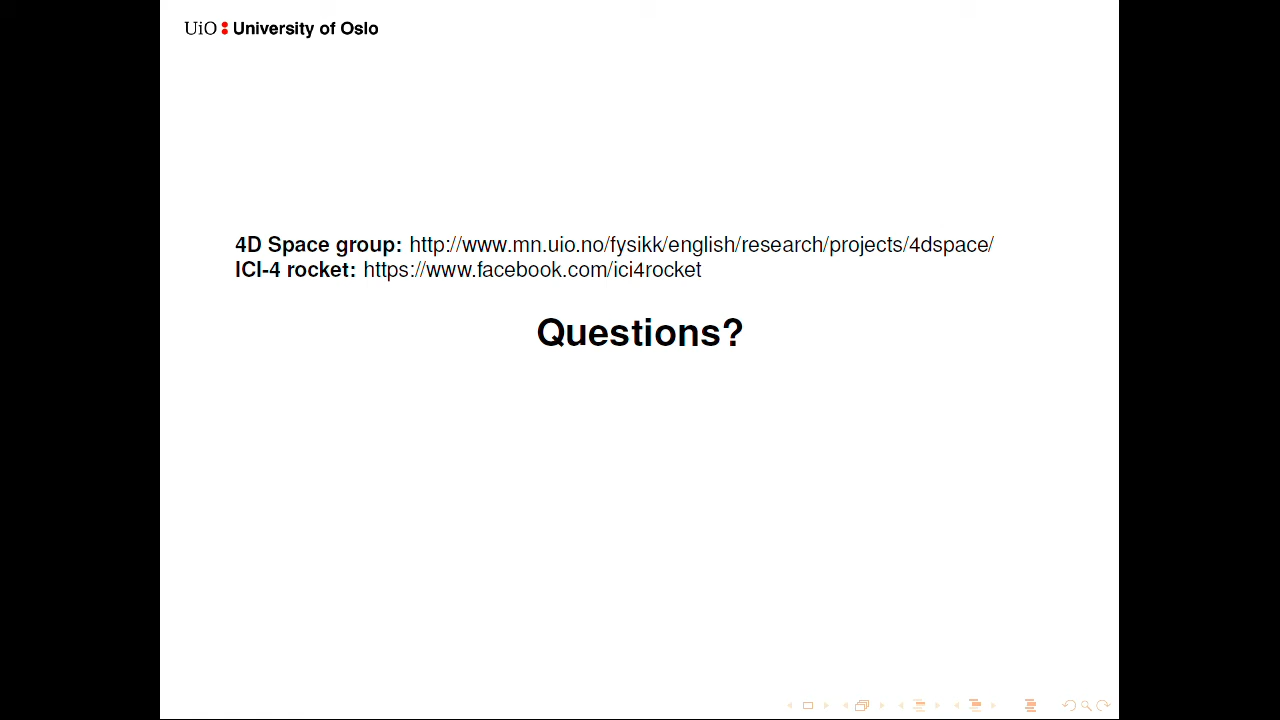 UiO University of Oslo
4D Space group: http://www.mn.uio.no/fysikk/english/research/projects/4dspace/
ICI-4 rocket: https://www.facebook.com/ici4rocket
Questions?